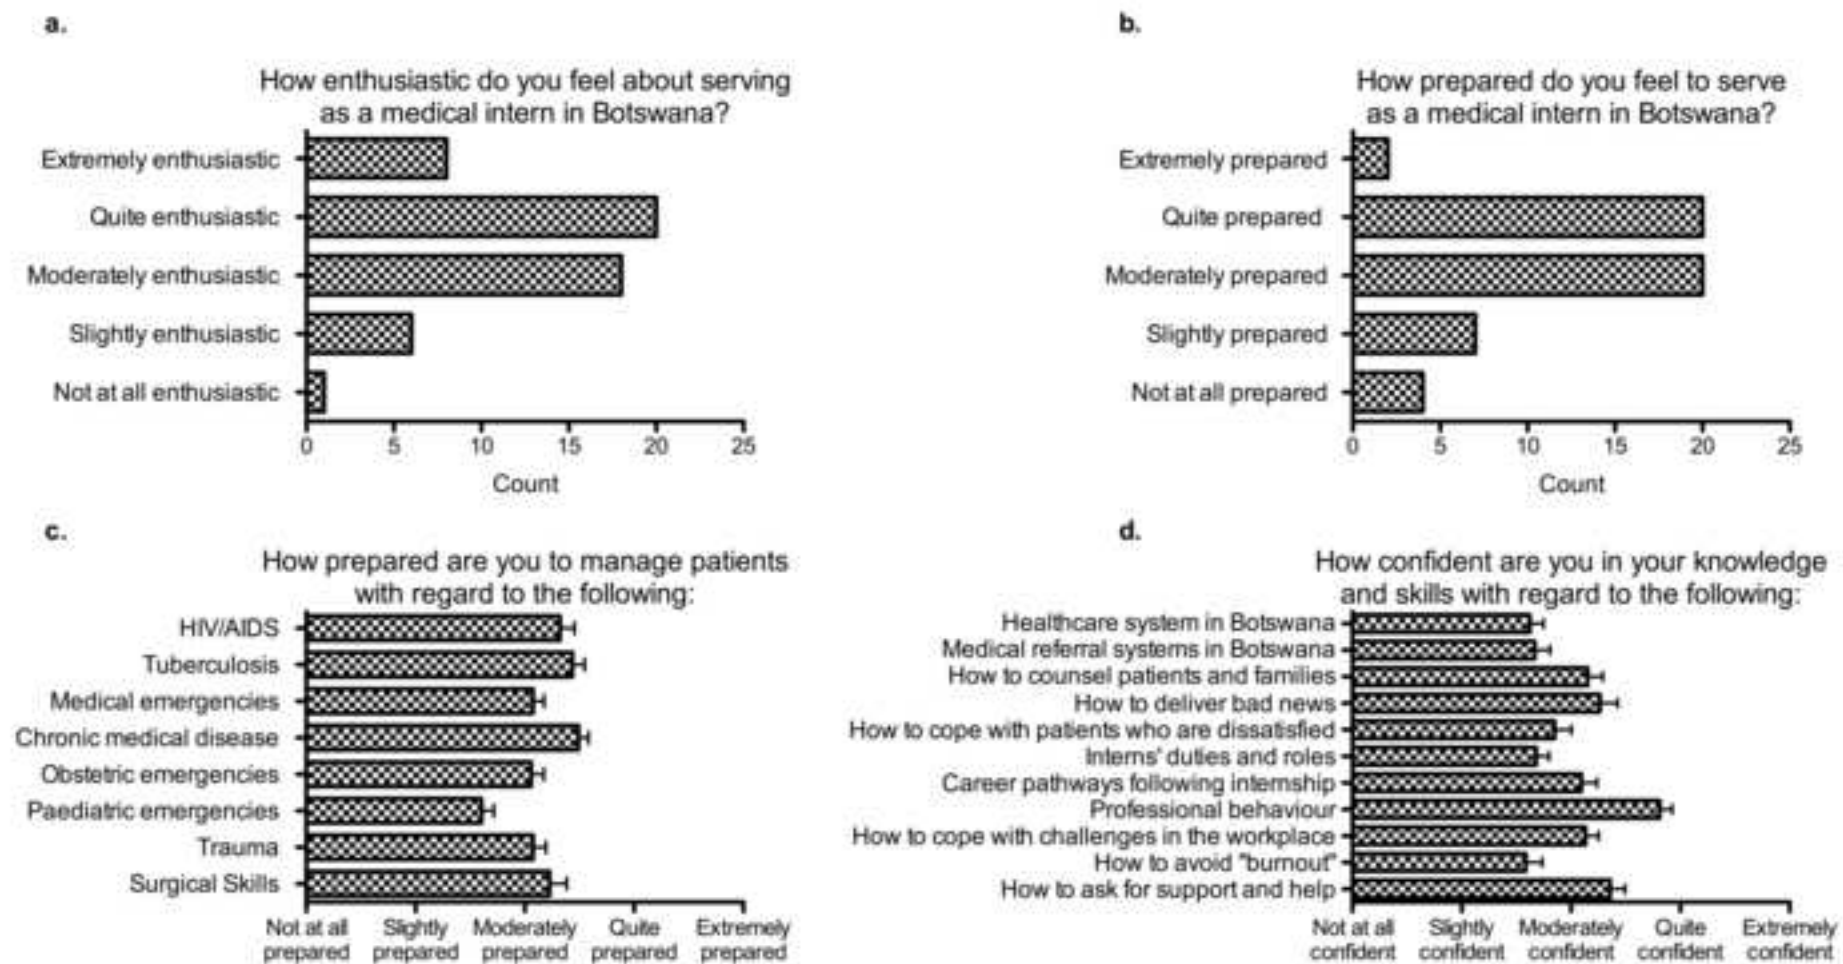 a.
How enthusiastic do you feel about serving
as a medical intern in Botswana?
Extremely enthusiastic
Quite enthusiastic
Moderately enthusiastic
Slightly enthusiastic
Not at all enthusiastic
0 5 10 15 20 25
Count
b.
How prepared do you feel to serve
as a medical intern in Botswana?
Extremely prepared
Quite prepared
Moderately prepared
Slightly prepared
Not at all prepared
0 5 10 15 20 25
Count
c.
How prepared are you to manage patients
with regard to the following:
HIV/AIDS
Tuberculosis
Medical emergencies
Chronic medical disease
Obstetric emergencies
Paediatric emergencies
Trauma
Surgical Skills
Not at all Slightly Moderately Quite Extremely
prepared prepared prepared prepared prepared
d.
How confident are you in your knowledge
and skills with regard to the following:
Healthcare system in Botswana
Medical referral systems in Botswana
How to counsel patients and families
How to deliver bad news
How to cope with patients who are dissatisfied
Interns' duties and roles
Career pathways following internship
Professional behaviour
How to cope with challenges in the workplace
How to avoid "burnout"
How to ask for support and help
Not at all Slightly Moderately Quite Extremely
confident confident confident confident confident